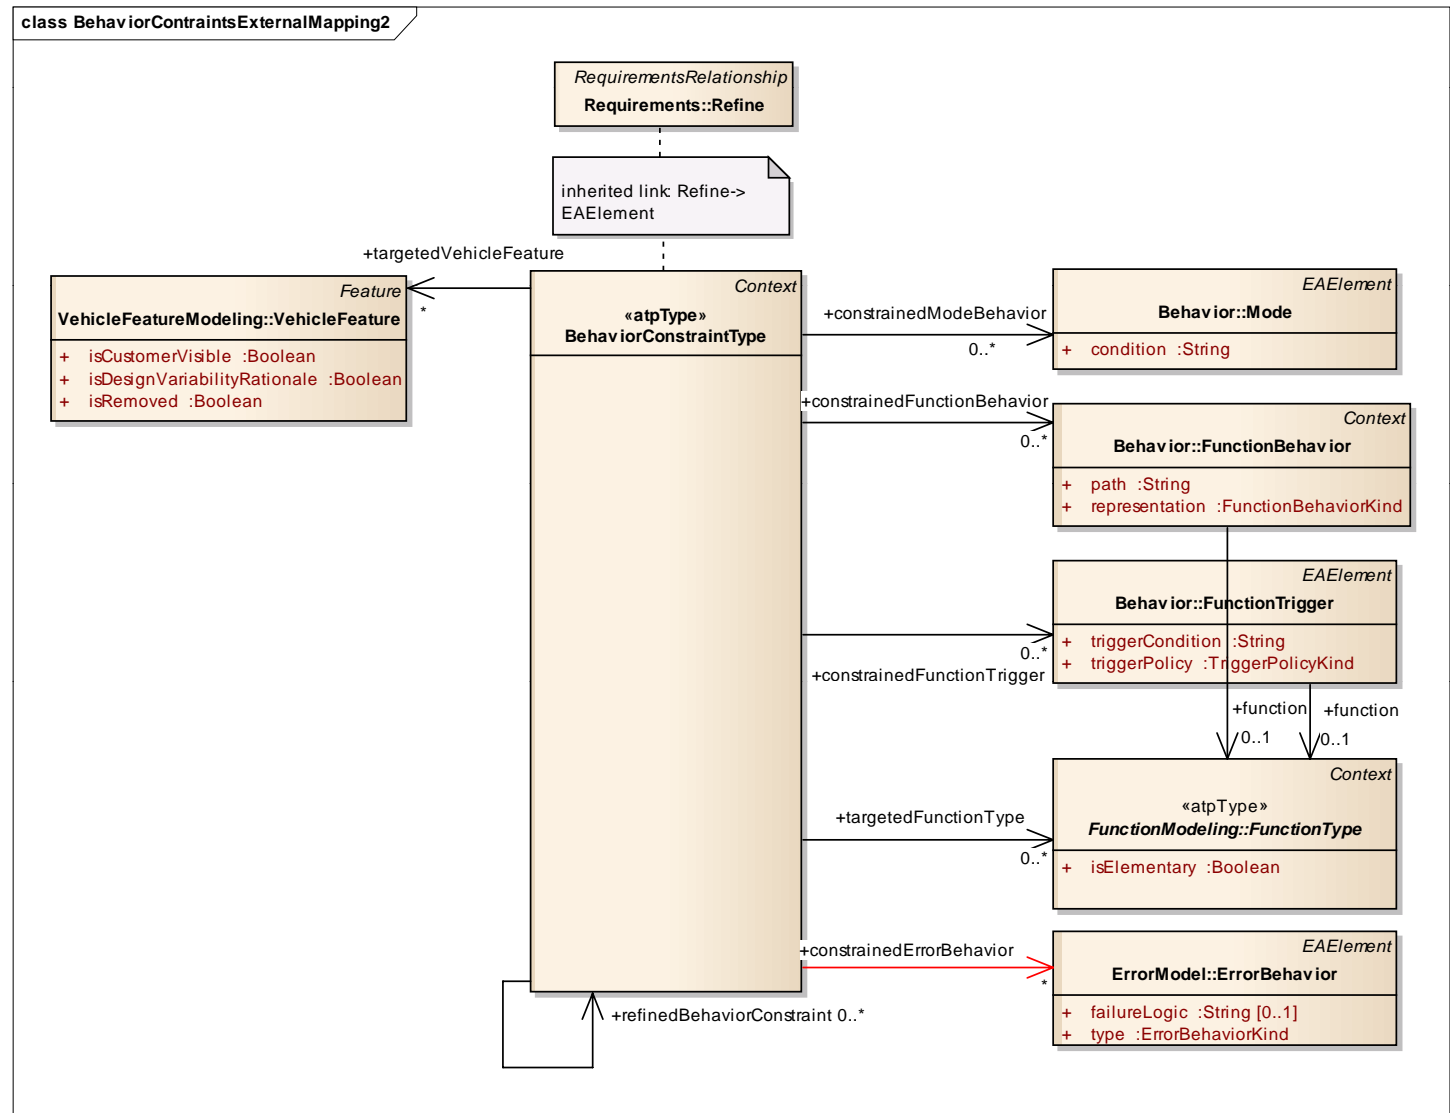 class BehaviorContraintsExternalMapping2
RequirementsRelationship
Requirements::Refine
inherited link: Refine->
EAElement
+targetedVehicleFeature
*
Feature
VehicleFeatureModeling::VehicleFeature
+ isCustomerVisible :Boolean
+ isDesignVariabilityRationale :Boolean
+ isRemoved :Boolean
Context
«atpType»
BehaviorConstraintType
+constrainedModeBehavior
0..*
EAElement
Behavior::Mode
+ condition :String
+constrainedFunctionBehavior
0..*
Context
Behavior::FunctionBehavior
+ path :String
+ representation :FunctionBehaviorKind
EAElement
Behavior::FunctionTrigger
+ triggerCondition :String
+ triggerPolicy :TriggerPolicyKind
0..*
+constrainedFunctionTrigger
+function
0..1
+function
0..1
Context
«atpType»
FunctionModeling::FunctionType
+ isElementary :Boolean
+targetedFunctionType
0..*
+constrainedErrorBehavior
*
EAElement
ErrorModel::ErrorBehavior
+ failureLogic :String [0..1]
+ type :ErrorBehaviorKind
+refinedBehaviorConstraint 0..*